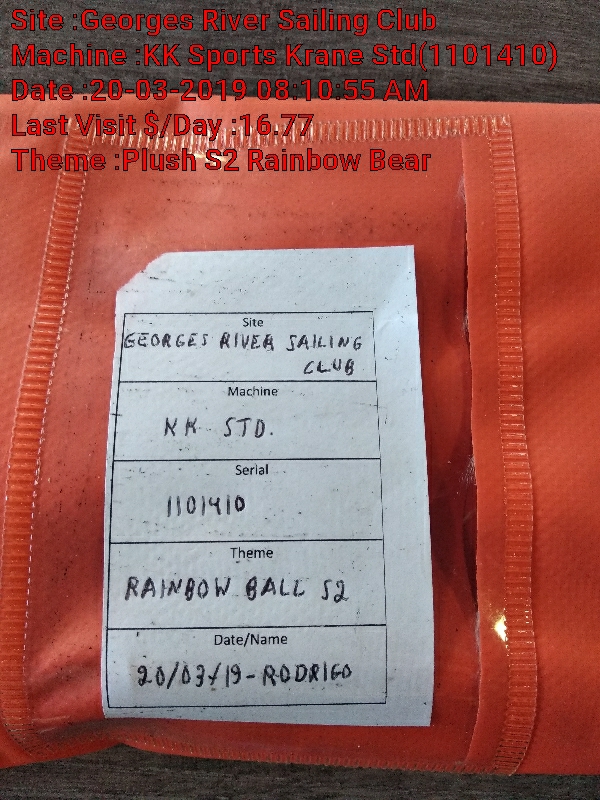 Site :Georges River Sailing Club
Machine :KK Sports Krane Std(1101410)
Date :20-03-2019 08:10:55 AM
Last Visit $/Day :16.77
Theme :Plush S2 Rainbow Bear
Site
GEORGES RIVER SAILING
CLUB
Machine
KK STD.
Serial
1101410
Theme
RAINBOW BALL S2
Date/Name
20/03/19-RODRIGO